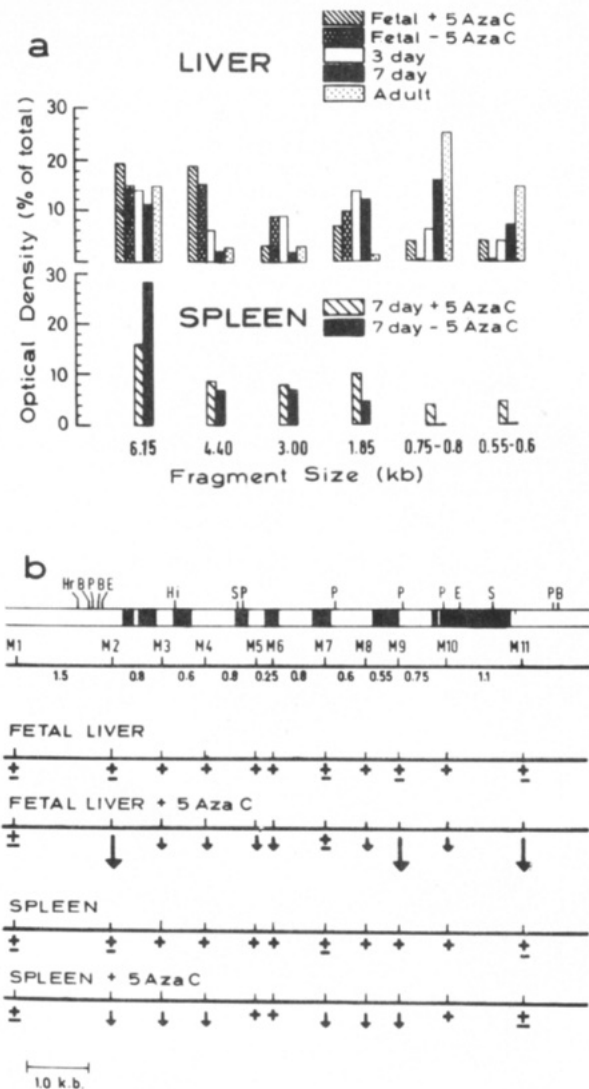 a
LIVER
Fetal + 5 Aza C
Fetal - 5 Aza C
3 day
7 day
Adult
Optical Density (% of total)
30
20
10
SPLEEN
7 day + 5 Aza C
7 day - 5 Aza C
30
20
10
0
6.15 4.40 3.00 1.85 0.75-0.8 0.55-0.6
Fragment Size (kb)
b
Hr B P B E Hi S P P P P E S P B
M1 M2 M3 M4 M5 M6 M7 M8 M9 M10 M11
1.5 0.8 0.6 0.8 0.25 0.8 0.6 0.55 0.75 1.1
FETAL LIVER
± ± + + + + ± + ± + ±
FETAL LIVER + 5 Aza C
± ↓ ↓ ↓ ↓ ↓ ± ↓ ↓ ↓ ↓
SPLEEN
± ± + + + + ± + + + ±
SPLEEN + 5 Aza C
± ↓ ↓ ↓ + + ↓ ↓ ↓ + ±
1.0 k.b.